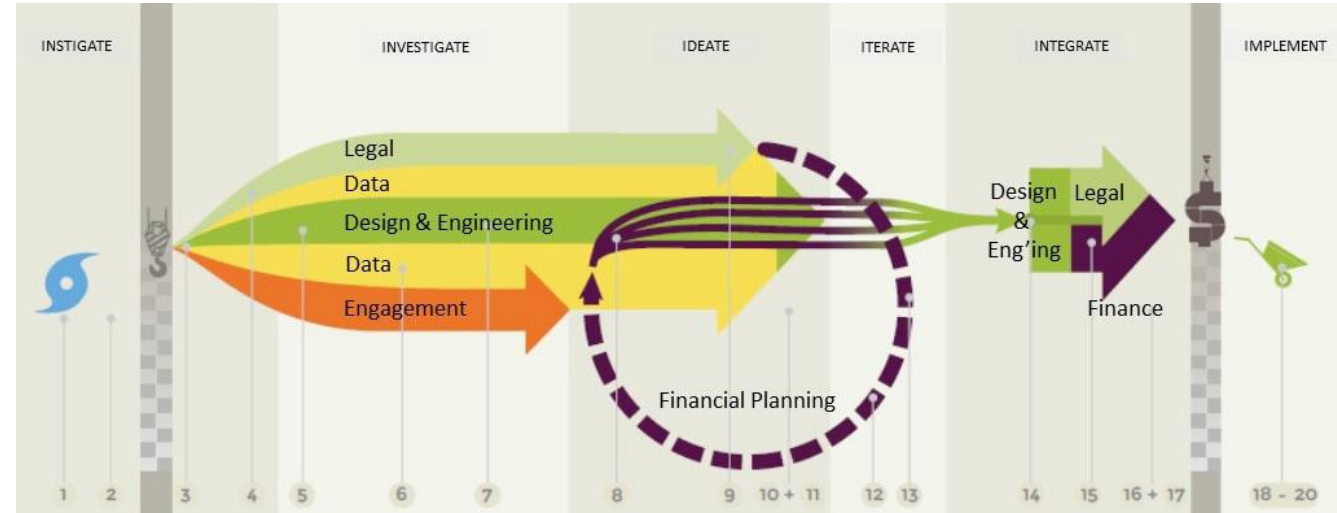 INSTIGATE
INVESTIGATE
IDEATE
ITERATE
INTEGRATE
IMPLEMENT
Legal
Data
Design & Engineering
Data
Engagement
Financial Planning
Design
&
Eng'ing
Legal
Finance
$
1 2 3 4 5 6 7 8 9 10 + 11 12 13 14 15 16 + 17 18 - 20